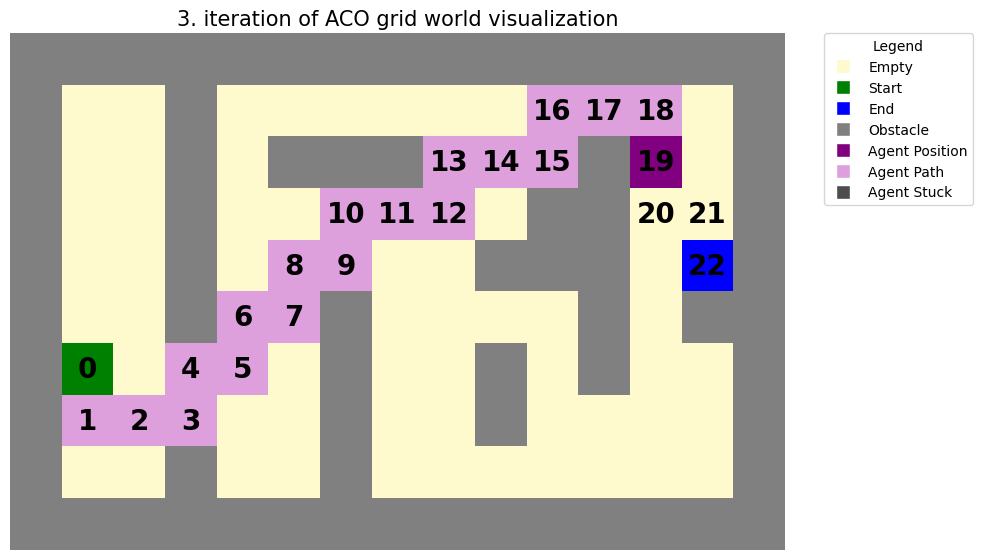 3. iteration of ACO grid world visualization
Legend
Empty
Start
End
Obstacle
Agent Position
Agent Path
Agent Stuck
16 17 18
13 14 15 19
10 11 12 20 21
8 9 22
6 7
0 4 5
1 2 3